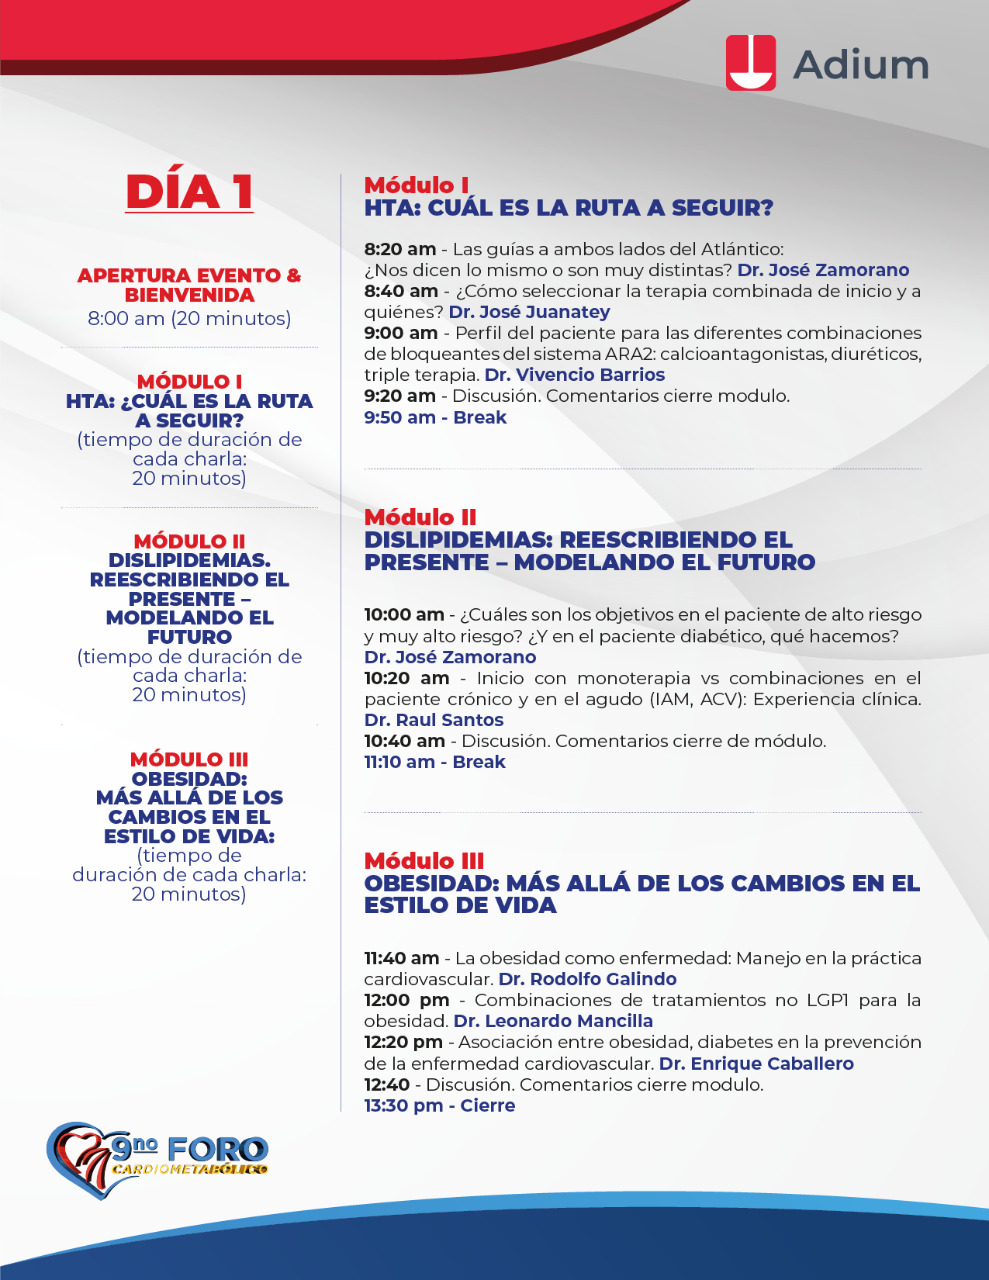 Adium
DÍA 1
APERTURA EVENTO &
BIENVENIDA
8:00 am (20 minutos)
MÓDULO I
HTA: ¿CUÁL ES LA RUTA
A SEGUIR?
(tiempo de duración de
cada charla:
20 minutos)
MÓDULO II
DISLIPIDEMIAS.
REESCRIBIENDO EL
PRESENTE –
MODELANDO EL
FUTURO
(tiempo de duración de
cada charla:
20 minutos)
MÓDULO III
OBESIDAD:
MÁS ALLÁ DE LOS
CAMBIOS EN EL
ESTILO DE VIDA:
(tiempo de
duración de cada charla:
20 minutos)
Módulo I
HTA: CUÁL ES LA RUTA A SEGUIR?
8:20 am - Las guías a ambos lados del Atlántico:
¿Nos dicen lo mismo o son muy distintas? Dr. José Zamorano
8:40 am - ¿Cómo seleccionar la terapia combinada de inicio y a
quiénes? Dr. José Juanatey
9:00 am - Perfil del paciente para las diferentes combinaciones
de bloqueantes del sistema ARA2: calcioantagonistas, diuréticos,
triple terapia. Dr. Vivencio Barrios
9:20 am - Discusión. Comentarios cierre modulo.
9:50 am - Break
Módulo II
DISLIPIDEMIAS: REESCRIBIENDO EL
PRESENTE – MODELANDO EL FUTURO
10:00 am - ¿Cuáles son los objetivos en el paciente de alto riesgo
y muy alto riesgo? ¿Y en el paciente diabético, qué hacemos?
Dr. José Zamorano
10:20 am - Inicio con monoterapia vs combinaciones en el
paciente crónico y en el agudo (IAM, ACV): Experiencia clínica.
Dr. Raul Santos
10:40 am - Discusión. Comentarios cierre de módulo.
11:10 am - Break
Módulo III
OBESIDAD: MÁS ALLÁ DE LOS CAMBIOS EN EL
ESTILO DE VIDA
11:40 am - La obesidad como enfermedad: Manejo en la práctica
cardiovascular. Dr. Rodolfo Galindo
12:00 pm - Combinaciones de tratamientos no LGP1 para la
obesidad. Dr. Leonardo Mancilla
12:20 pm - Asociación entre obesidad, diabetes en la prevención
de la enfermedad cardiovascular. Dr. Enrique Caballero
12:40 - Discusión. Comentarios cierre modulo.
13:30 pm - Cierre
9no FORO
CARDIOMETABÓLICO